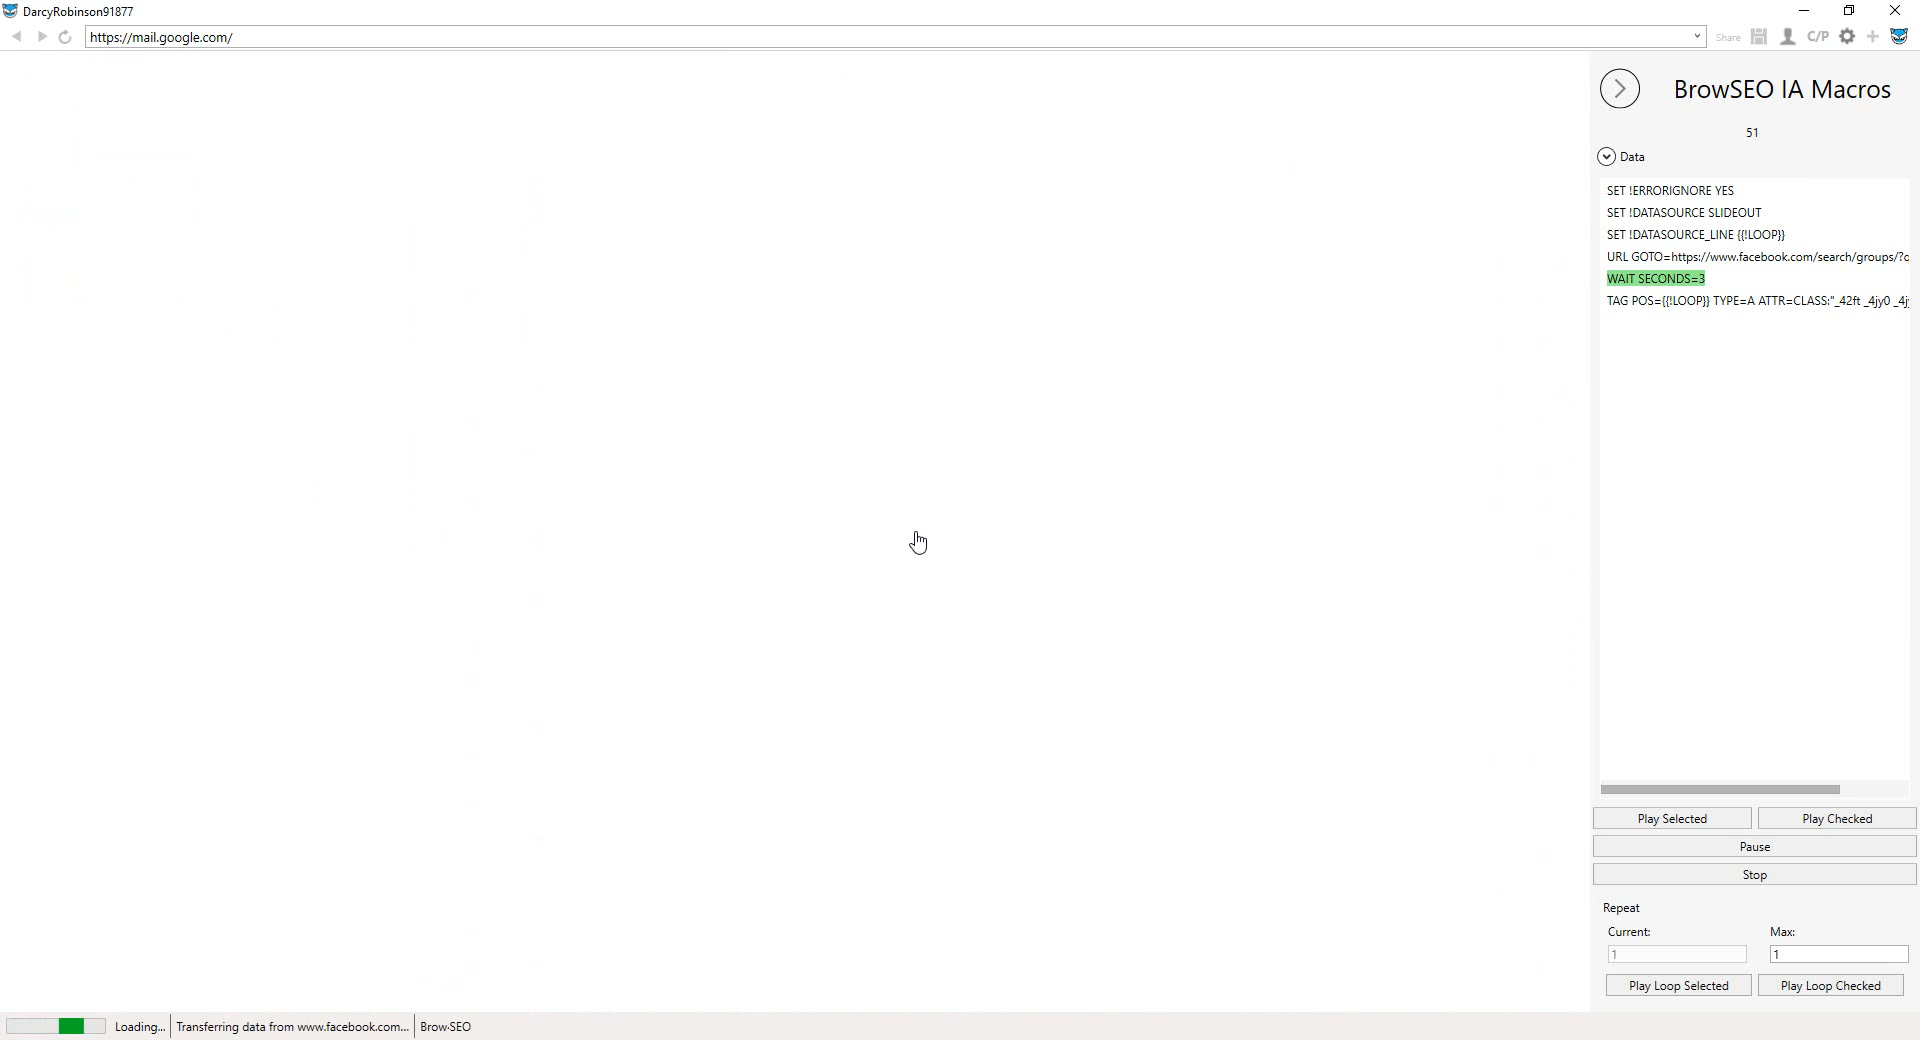 DarcyRobinson91877
https://mail.google.com/
Share
C/P
BrowSEO IA Macros
51
Data
SET !ERRORIGNORE YES
SET !DATASOURCE SLIDEOUT
SET !DATASOURCE_LINE {{!LOOP}}
URL GOTO=https://www.facebook.com/search/groups/?q
WAIT SECONDS=3
TAG POS={{!LOOP}} TYPE=A ATTR=CLASS:"_42ft _4jy0 _4j
Play Selected
Play Checked
Pause
Stop
Repeat
Current:
Max:
1
1
Play Loop Selected
Play Loop Checked
Loading...
Transferring data from www.facebook.com...
Brow·SEO